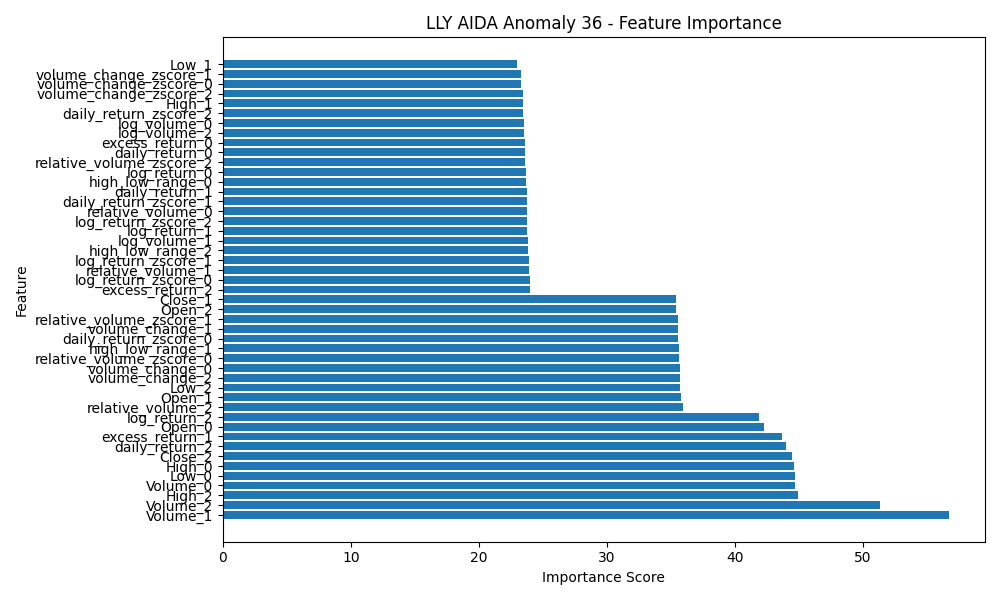 LLY AIDA Anomaly 36 - Feature Importance
Low_1
volume_change_zscore_1
volume_change_zscore_0
volume_change_zscore_2
High_1
daily_return_zscore_2
log_volume_0
log_volume_2
excess_return_0
daily_return_0
relative_volume_zscore_2
log_return_0
high_low_range_0
daily_return_1
daily_return_zscore_1
relative_volume_0
log_return_zscore_2
log_return_1
log_volume_1
high_low_range_2
log_return_zscore_1
relative_volume_1
log_return_zscore_0
excess_return_2
Close_1
Open_2
relative_volume_zscore_1
volume_change_1
daily_return_zscore_0
high_low_range_1
relative_volume_zscore_0
volume_change_0
volume_change_2
Low_2
Open_1
relative_volume_2
log_return_2
Open_0
excess_return_1
daily_return_2
Close_2
High_0
Low_0
Volume_0
High_2
Volume_2
Volume_1
Feature
0 10 20 30 40 50
Importance Score